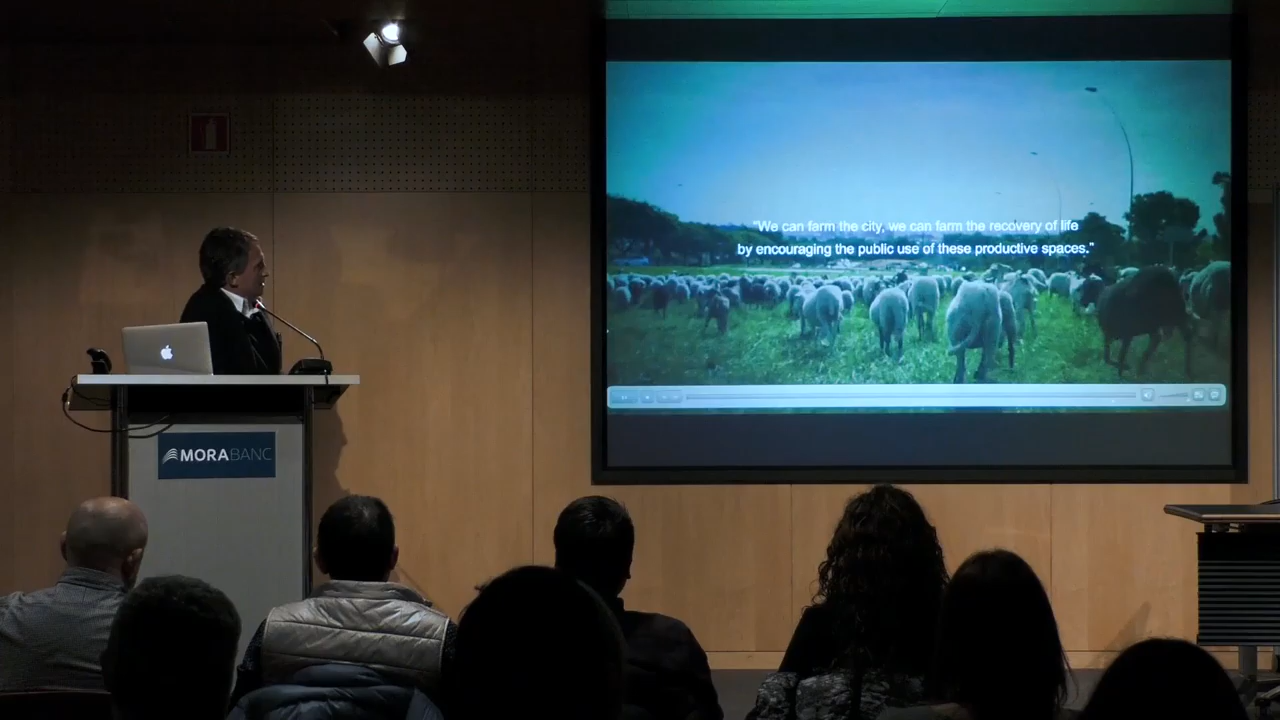 "We can farm the city, we can farm the recovery of life
by encouraging the public use of these productive spaces."
MORABANC